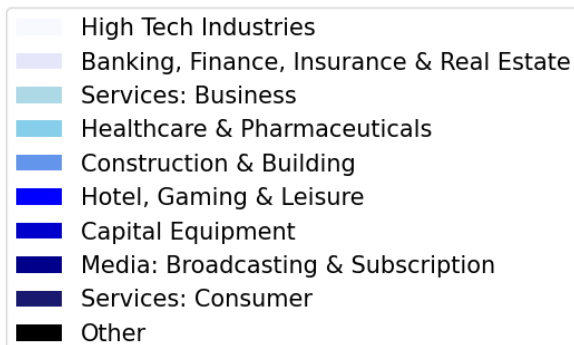 High Tech Industries
Banking, Finance, Insurance & Real Estate
Services: Business
Healthcare & Pharmaceuticals
Construction & Building
Hotel, Gaming & Leisure
Capital Equipment
Media: Broadcasting & Subscription
Services: Consumer
Other